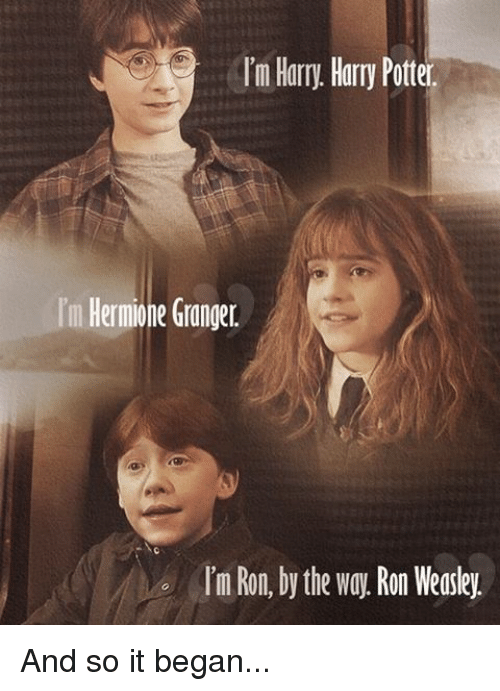 I'm Harry. Harry Potter.
I'm Hermione Granger.
I'm Ron, by the way. Ron Weasley.
And so it began...